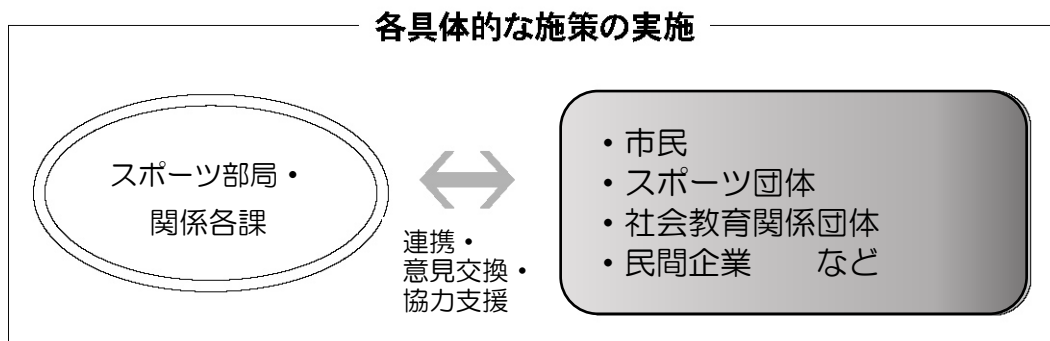 各具体的な施策の実施
スポーツ部局・
関係各課
連携・
意見交換・
協力支援
・市民
・スポーツ団体
・社会教育関係団体
・民間企業　　など